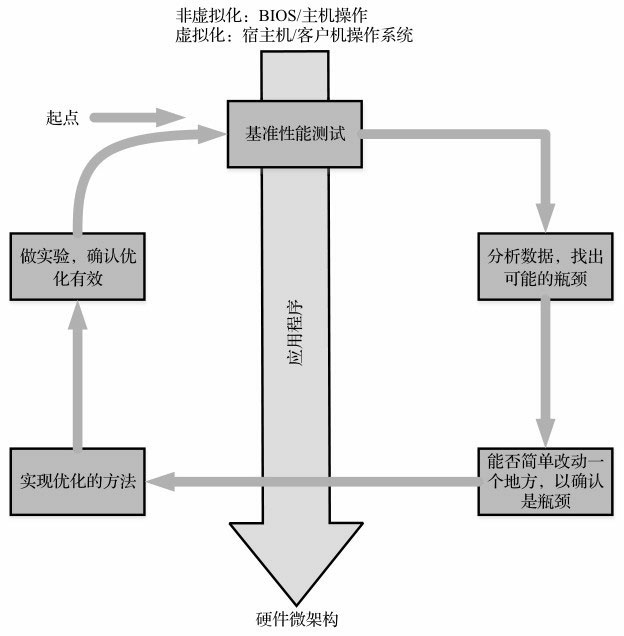 非虚拟化：BIOS/主机操作
虚拟化：宿主机/客户机操作系统
起点
基准性能测试
做实验，确认优
化有效
分析数据，找出
可能的瓶颈
应用程序
实现优化的方法
能否简单改动一
个地方，以确认
是瓶颈
硬件微架构